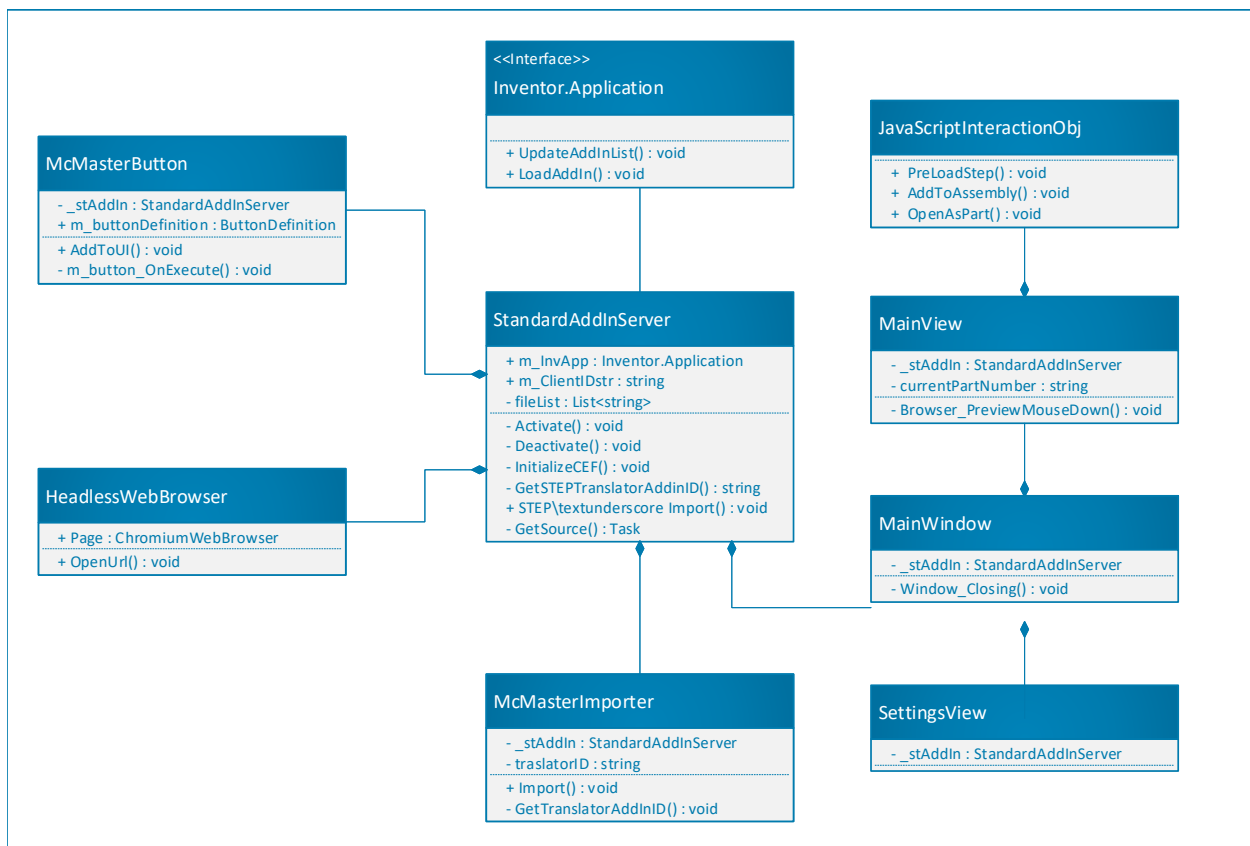 <<Interface>>
Inventor.Application
+ UpdateAddInList() : void
+ LoadAddIn() : void
McMasterButton
- _stAddIn : StandardAddInServer
+ m_buttonDefinition : ButtonDefinition
+ AddToUI() : void
- m_button_OnExecute() : void
JavaScriptInteractionObj
+ PreLoadStep() : void
+ AddToAssembly() : void
+ OpenAsPart() : void
StandardAddInServer
+ m_InvApp : Inventor.Application
+ m_ClientIDstr : string
- fileList : List<string>
- Activate() : void
- Deactivate() : void
- InitializeCEF() : void
- GetSTEPTranslatorAddinID() : string
+ STEP\textunderscore Import() : void
- GetSource() : Task
MainView
- _stAddIn : StandardAddInServer
- currentPartNumber : string
- Browser_PreviewMouseDown() : void
HeadlessWebBrowser
+ Page : ChromiumWebBrowser
+ OpenUrl() : void
MainWindow
- _stAddIn : StandardAddInServer
- Window_Closing() : void
McMasterImporter
- _stAddIn : StandardAddInServer
- traslatorID : string
+ Import() : void
- GetTranslatorAddInID() : void
SettingsView
- _stAddIn : StandardAddInServer